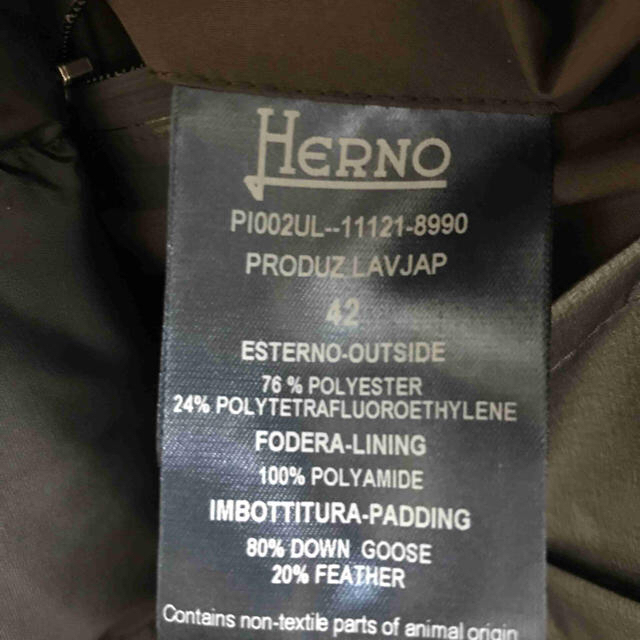 HERNO
PI002UL--11121-8990
PRODUZ LAVJAP
42
ESTERNO-OUTSIDE
76 % POLYESTER
24% POLYTETRAFLUOROETHYLENE
FODERA-LINING
100% POLYAMIDE
IMBOTTITURA-PADDING
80% DOWN GOOSE
20% FEATHER
Contains non-textile parts of animal origin